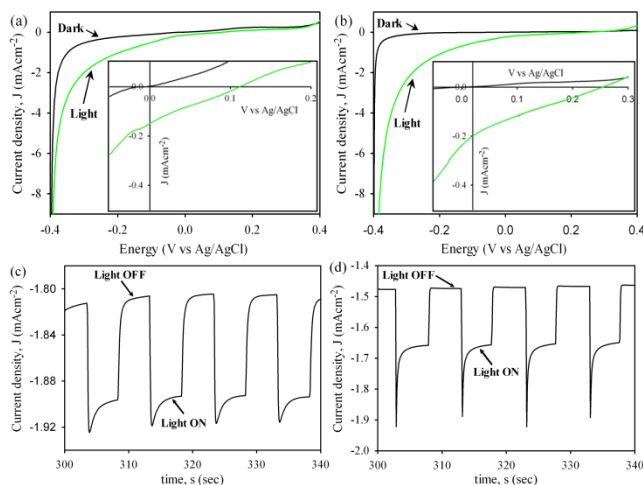 (a)
Dark
Light
Current density, J (mAcm-2)
0
-2
-4
-6
-8
-0.4
-0.2
0.0
0.2
0.4
Energy (V vs Ag/AgCl)
0.0
-0.2
-0.4
0.0
0.1
0.2
V vs Ag/AgCl
J (mAcm-2)
(b)
Dark
Light
Current density, J (mAcm-2)
0
-2
-4
-6
-8
-0.4
-0.2
0.0
0.2
0.4
Energy (V vs Ag/AgCl)
V vs Ag/AgCl
0.0
-0.2
-0.4
0.0
0.1
0.2
0.3
J (mAcm-2)
(c)
Light OFF
Light ON
Current density, J (mAcm-2)
-1.80
-1.84
-1.88
-1.92
300
310
320
330
340
time, s (sec)
(d)
Light OFF
Light ON
Current density, J (mAcm-2)
-1.4
-1.5
-1.6
-1.7
-1.8
-1.9
-2.0
300
310
320
330
340
time, s (sec)